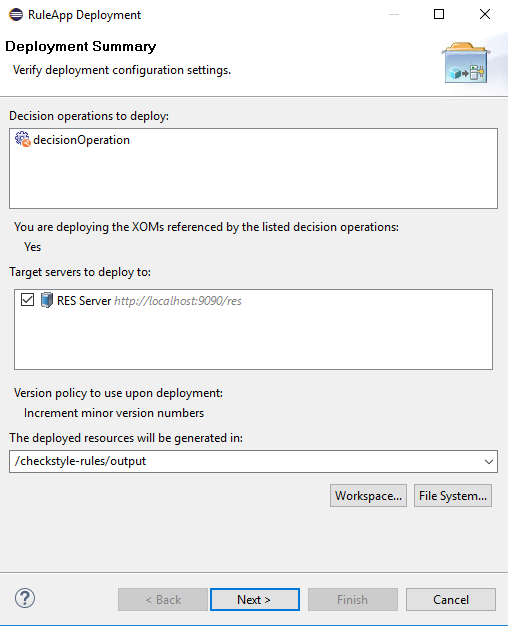 RuleApp Deployment
Deployment Summary
Verify deployment configuration settings.
Decision operations to deploy:
decisionOperation
You are deploying the XOMs referenced by the listed decision operations:
Yes
Target servers to deploy to:
RES Server http://localhost:9090/res
Version policy to use upon deployment:
Increment minor version numbers
The deployed resources will be generated in:
/checkstyle-rules/output
Workspace... File System...
? < Back Next > Finish Cancel